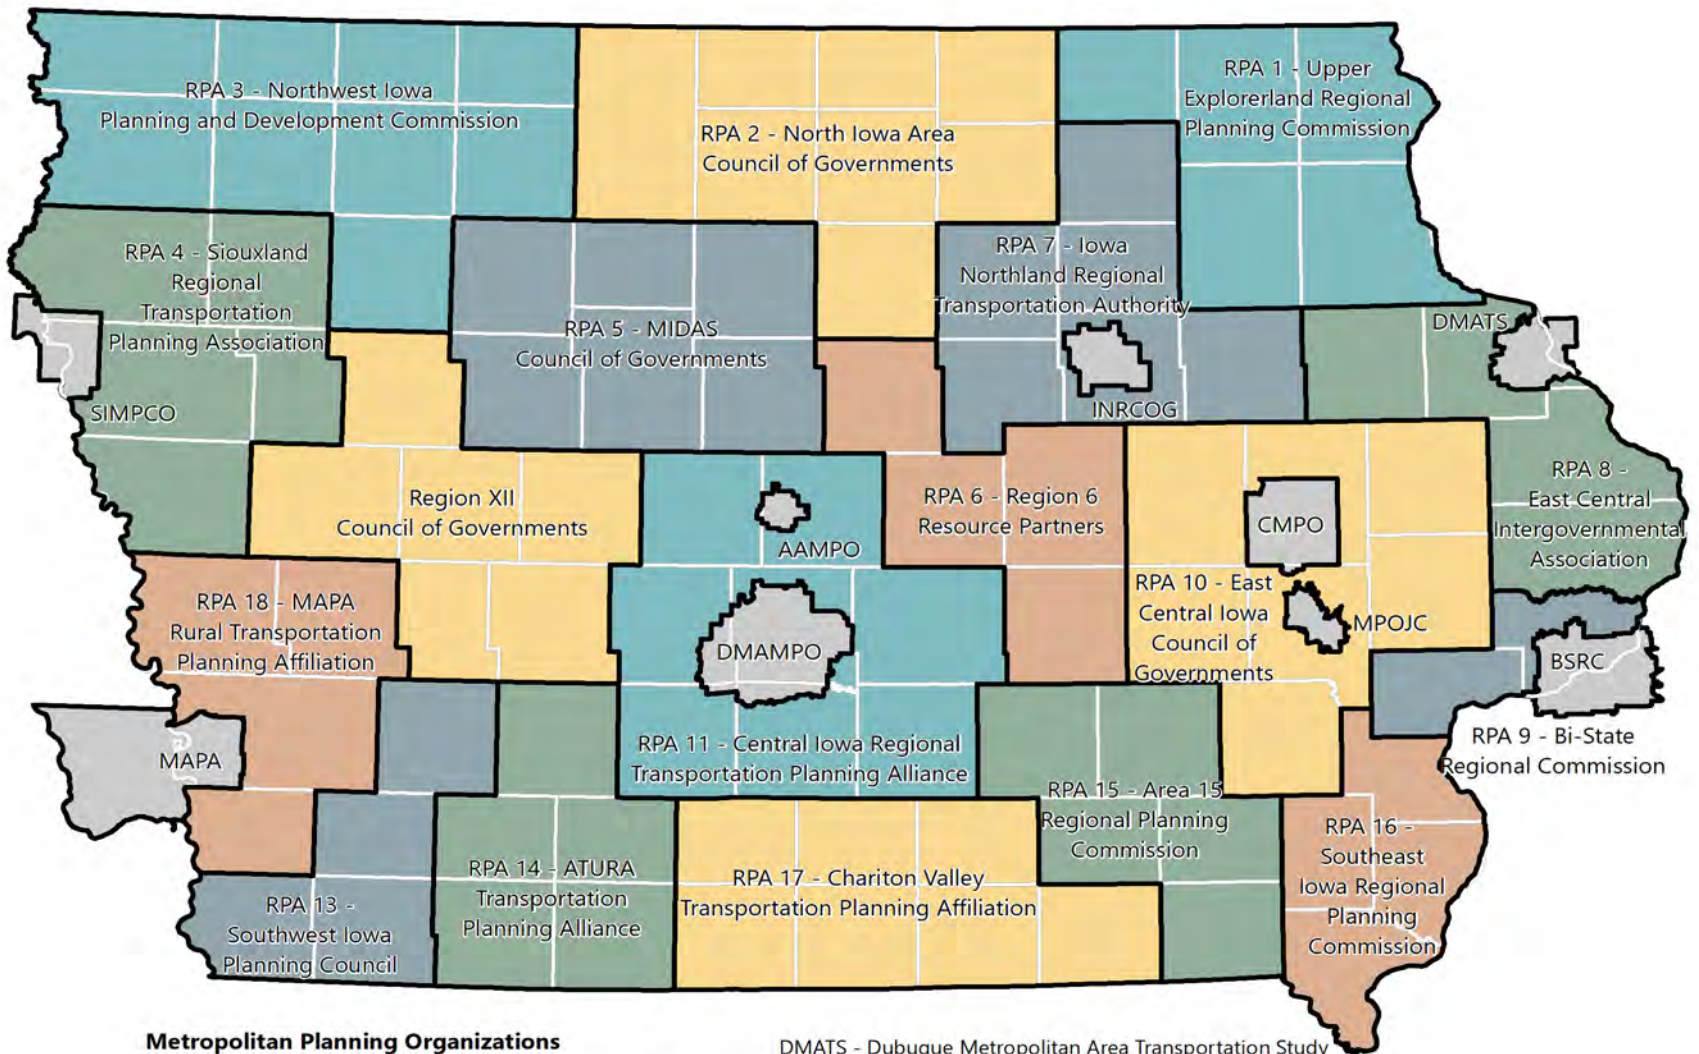 RPA 3 - Northwest Iowa
Planning and Development Commission
RPA 2 - North Iowa Area
Council of Governments
RPA 1 - Upper
Explorerland Regional
Planning Commission
RPA 4 - Siouxland
Regional
Transportation
Planning Association
RPA 5 - MIDAS
Council of Governments
RPA 7 - Iowa
Northland Regional
Transportation Authority
DMATS
SIMPCO
INRCOG
Region XII
Council of Governments
AAMPO
RPA 6 - Region 6
Resource Partners
CMPO
RPA 8 -
East Central
Intergovernmental
Association
RPA 18 - MAPA
Rural Transportation
Planning Affiliation
DMAMPO
RPA 10 - East
Central Iowa
Council of
Governments
MPOJC
BSRC
MAPA
RPA 11 - Central Iowa Regional
Transportation Planning Alliance
RPA 9 - Bi-State
Regional Commission
RPA 15 - Area 15
Regional Planning
Commission
RPA 13 -
Southwest Iowa
Planning Council
RPA 14 - ATURA
Transportation
Planning Alliance
RPA 17 - Chariton Valley
Transportation Planning Affiliation
RPA 16 -
Southeast
Iowa Regional
Planning
Commission
Metropolitan Planning Organizations
DMATS - Dubuque Metropolitan Area Transportation Study